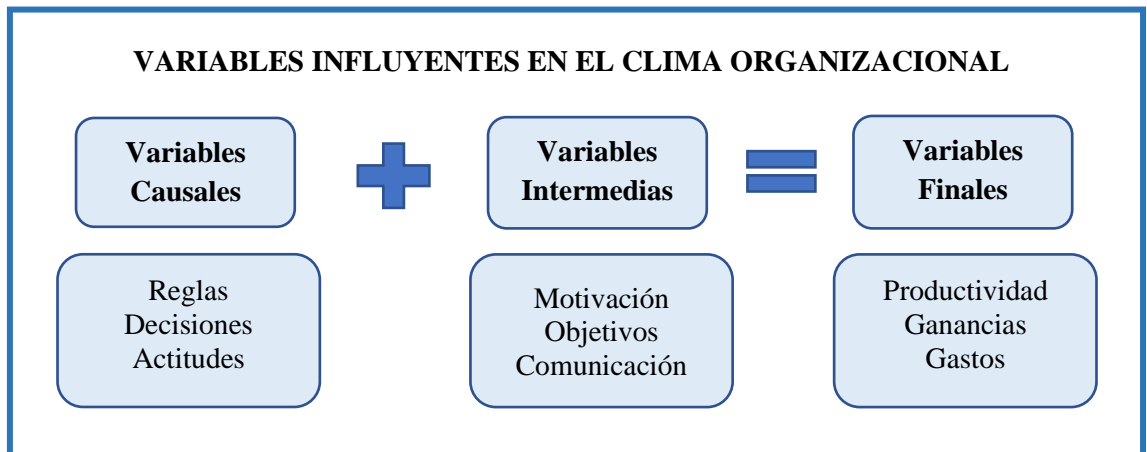 VARIABLES INFLUYENTES EN EL CLIMA ORGANIZACIONAL
Variables
Causales
Variables
Intermedias
Variables
Finales
Reglas
Decisiones
Actitudes
Motivación
Objetivos
Comunicación
Productividad
Ganancias
Gastos